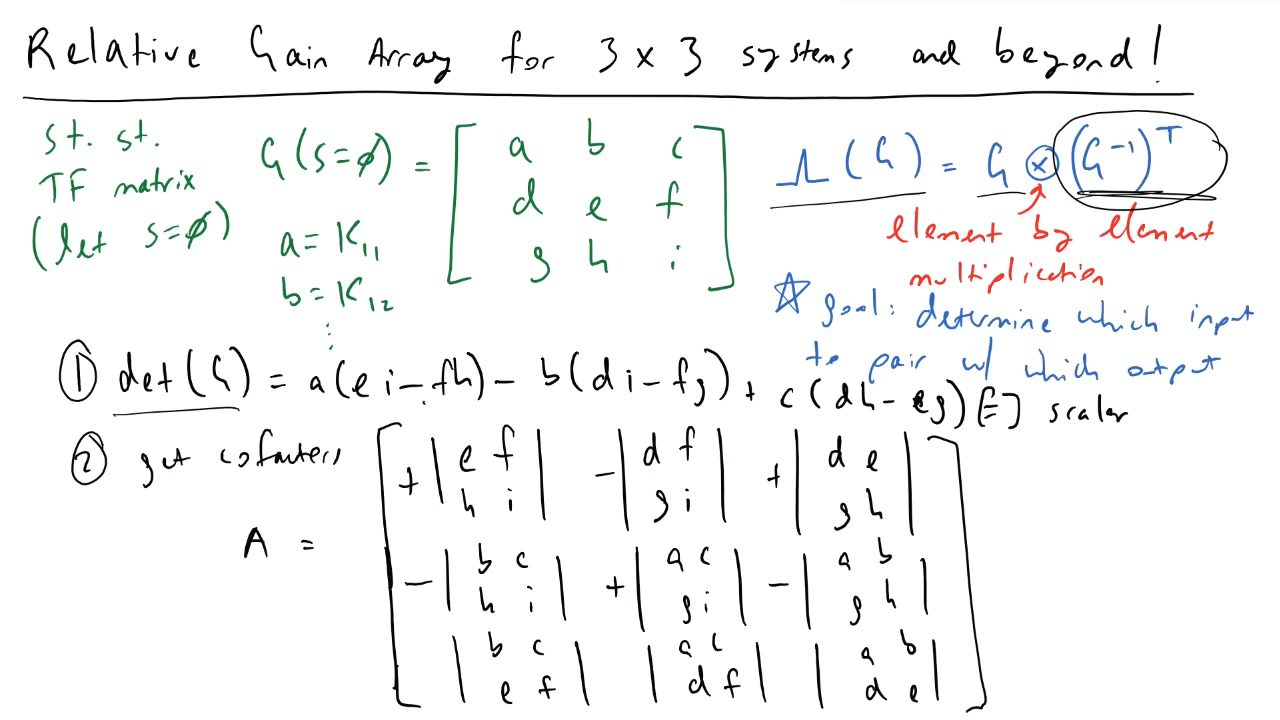 Relative Gain Array for 3 x 3 systems and beyond!
st. st.
TF matrix
(let s=∅)
G(s=∅) = [ a b c
d e f
g h i ]
a = K11
b = K12
⋮
Λ(G) = G ⊗ (G⁻¹)ᵀ
element by element
multiplication
☆ goal: determine which input
to pair w/ which output
① det(G) = a(ei-fh) - b(di-fg) + c(dh-eg) [=] scalar
② get cofactors
A = [ +|e f| -|d f| +|d e|
|h i| |g i| |g h|
-|b c| +|a c| -|a b|
|h i| |g i| |g h|
|b c| |a c| |a b|
|e f| |d f| |d e| ]